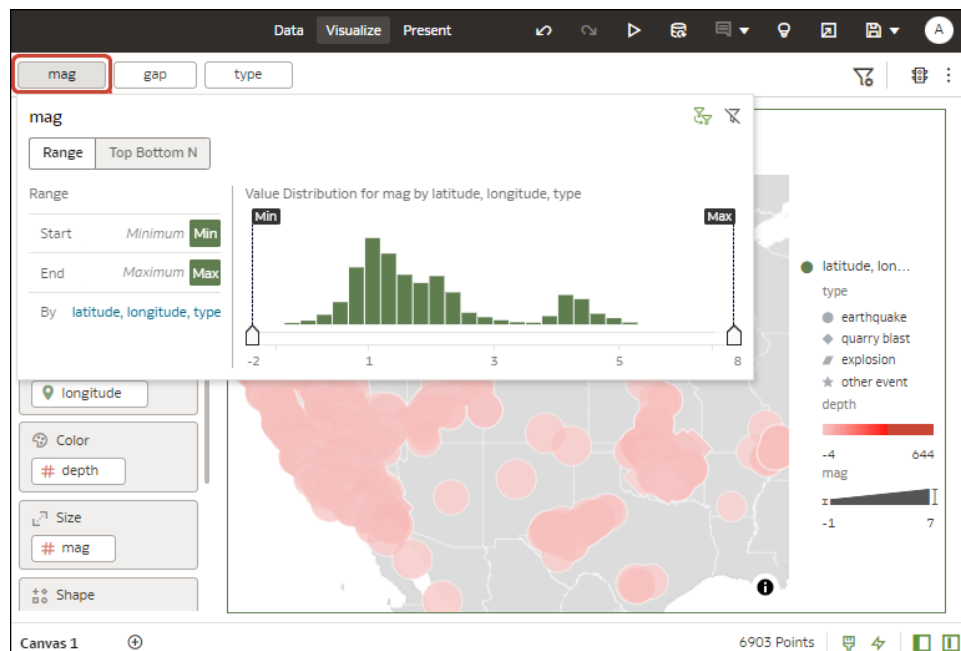 Data Visualize Present A
mag gap type
mag
Range Top Bottom N
Range
Start Minimum Min
End Maximum Max
By latitude, longitude, type
Value Distribution for mag by latitude, longitude, type
Min Max
-2 1 3 5 8
longitude
Color
# depth
Size
# mag
Shape
latitude, lon...
type
earthquake
quarry blast
explosion
other event
depth
-4 644
mag
-1 7
Canvas 1 6903 Points